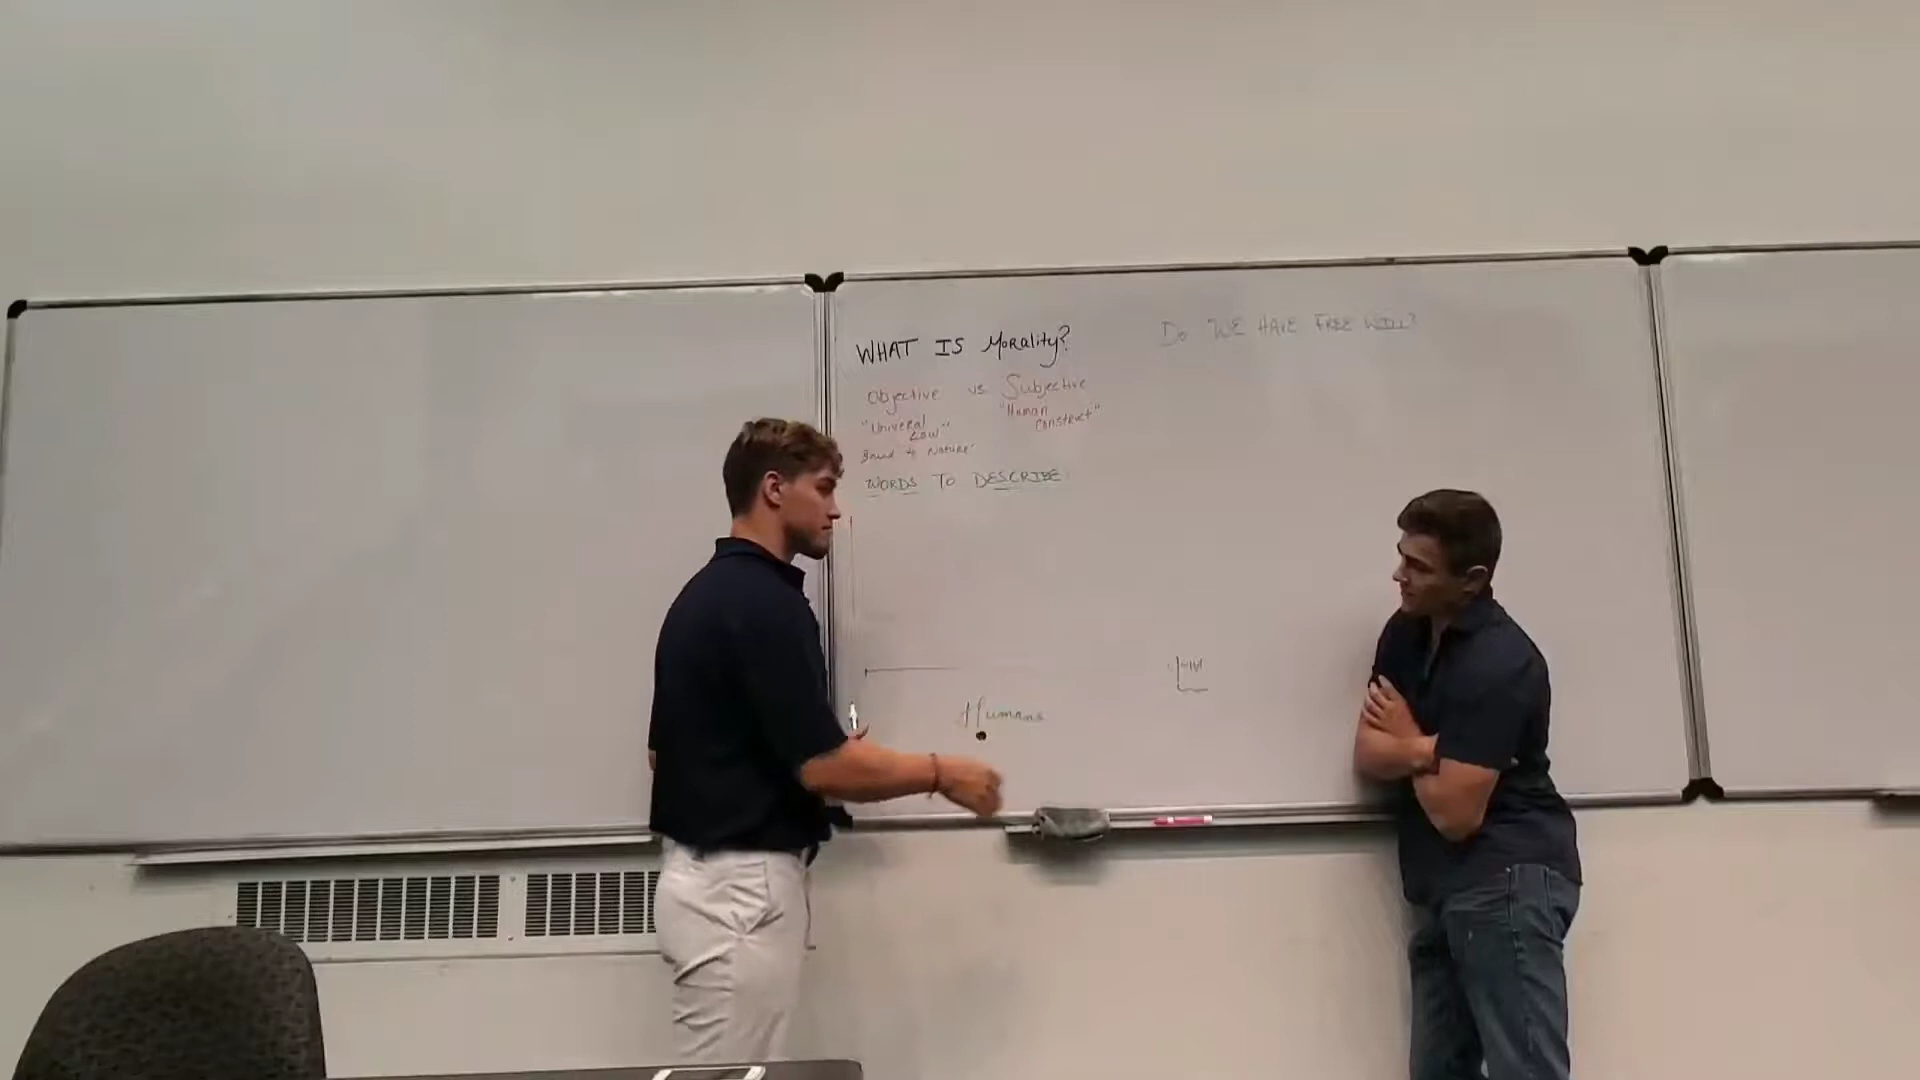 WHAT IS Morality?
Do WE HAVE FREE WILL?
Objective vs Subjective
"Univeral Law"
"Human Construct"
Bound to Nature
WORDS TO DESCRIBE
Humans